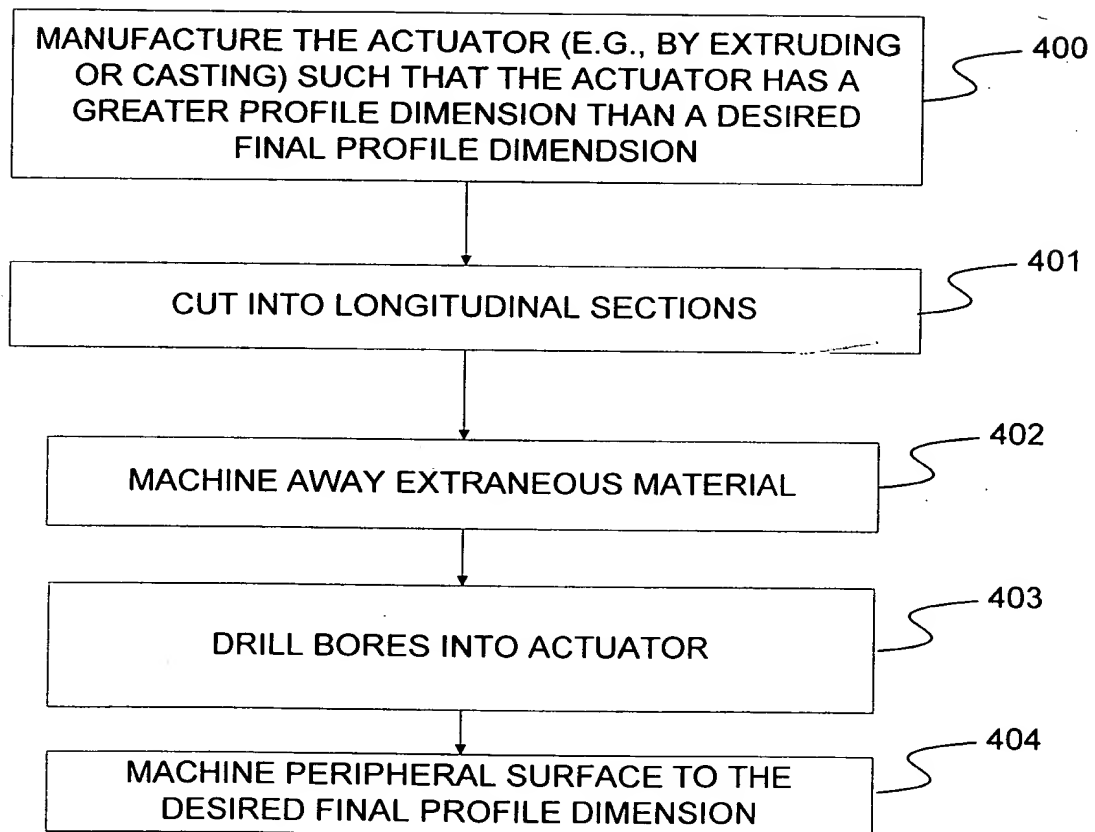 MANUFACTURE THE ACTUATOR (E.G., BY EXTRUDING
OR CASTING) SUCH THAT THE ACTUATOR HAS A
GREATER PROFILE DIMENSION THAN A DESIRED
FINAL PROFILE DIMENDSION
400
CUT INTO LONGITUDINAL SECTIONS
401
MACHINE AWAY EXTRANEOUS MATERIAL
402
DRILL BORES INTO ACTUATOR
403
MACHINE PERIPHERAL SURFACE TO THE
DESIRED FINAL PROFILE DIMENSION
404